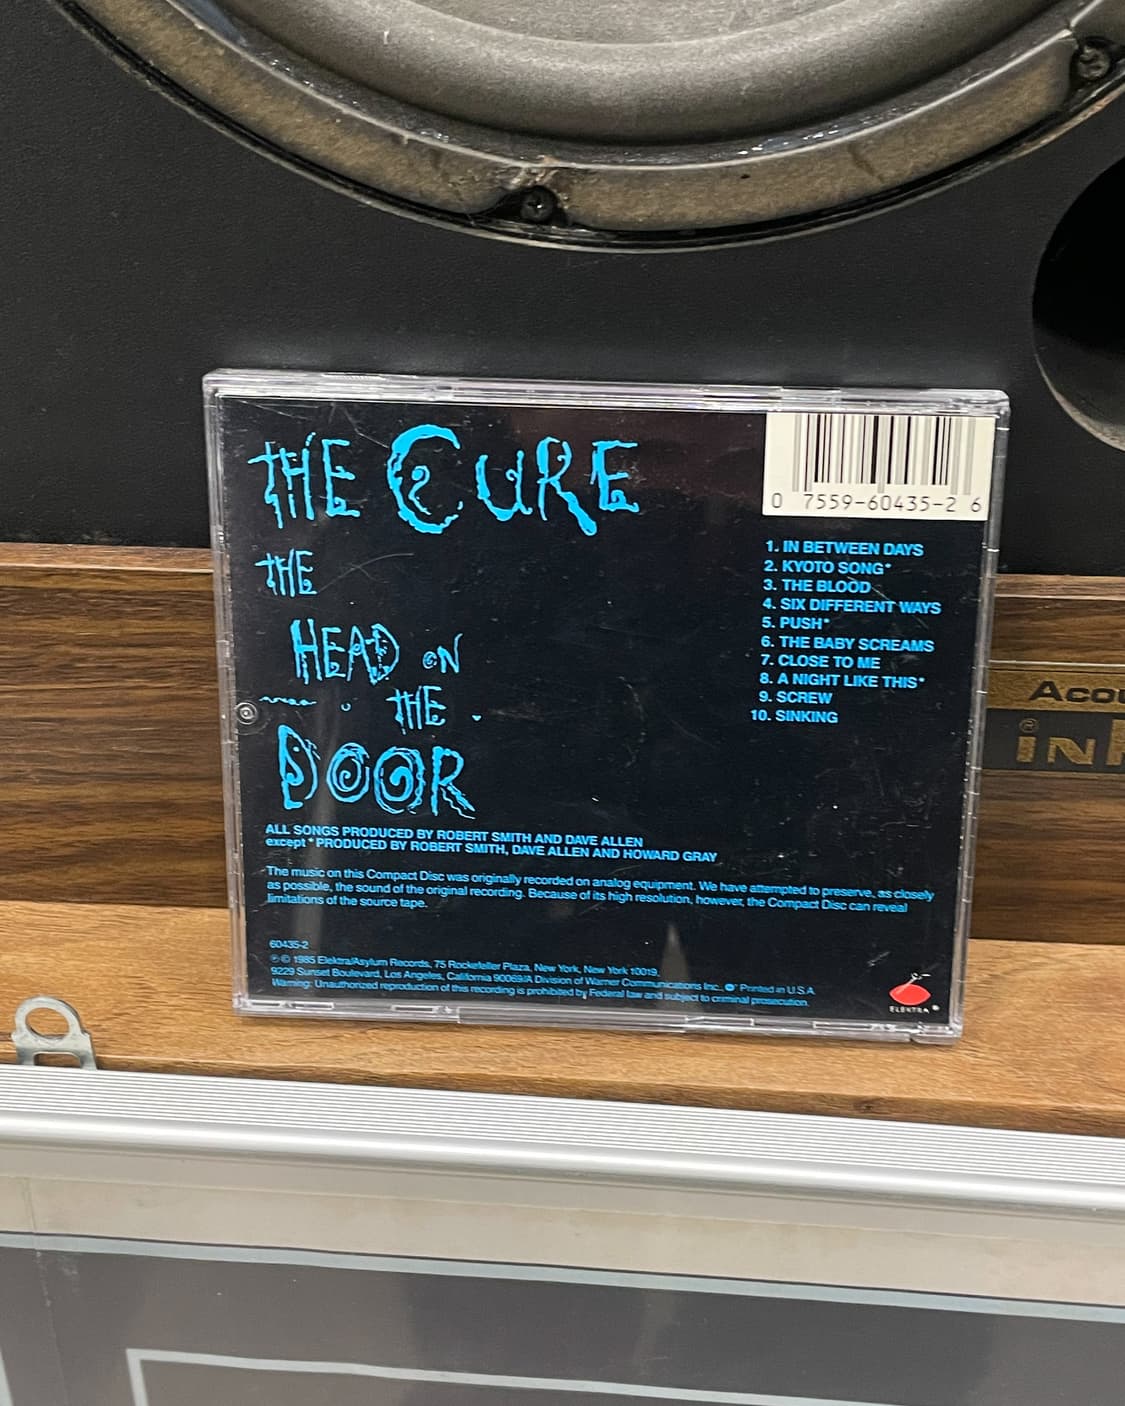 THE CURE
THE
HEAD ON
THE
DOOR
0 7559-60435-2 6
1. IN BETWEEN DAYS
2. KYOTO SONG*
3. THE BLOOD
4. SIX DIFFERENT WAYS
5. PUSH*
6. THE BABY SCREAMS
7. CLOSE TO ME
8. A NIGHT LIKE THIS*
9. SCREW
10. SINKING
ALL SONGS PRODUCED BY ROBERT SMITH AND DAVE ALLEN
except *PRODUCED BY ROBERT SMITH, DAVE ALLEN AND HOWARD GRAY
The music on this Compact Disc was originally recorded on analog equipment. We have attempted to preserve, as closely
as possible, the sound of the original recording. Because of its high resolution, however, the Compact Disc can reveal
limitations of the source tape.
60435-2
℗© 1985 Elektra/Asylum Records, 75 Rockefeller Plaza, New York, New York 10019,
9229 Sunset Boulevard, Los Angeles, California 90069/A Division of Warner Communications Inc., Printed in U.S.A.
Warning: Unauthorized reproduction of this recording is prohibited by Federal law and subject to criminal prosecution.
ELEKTRA